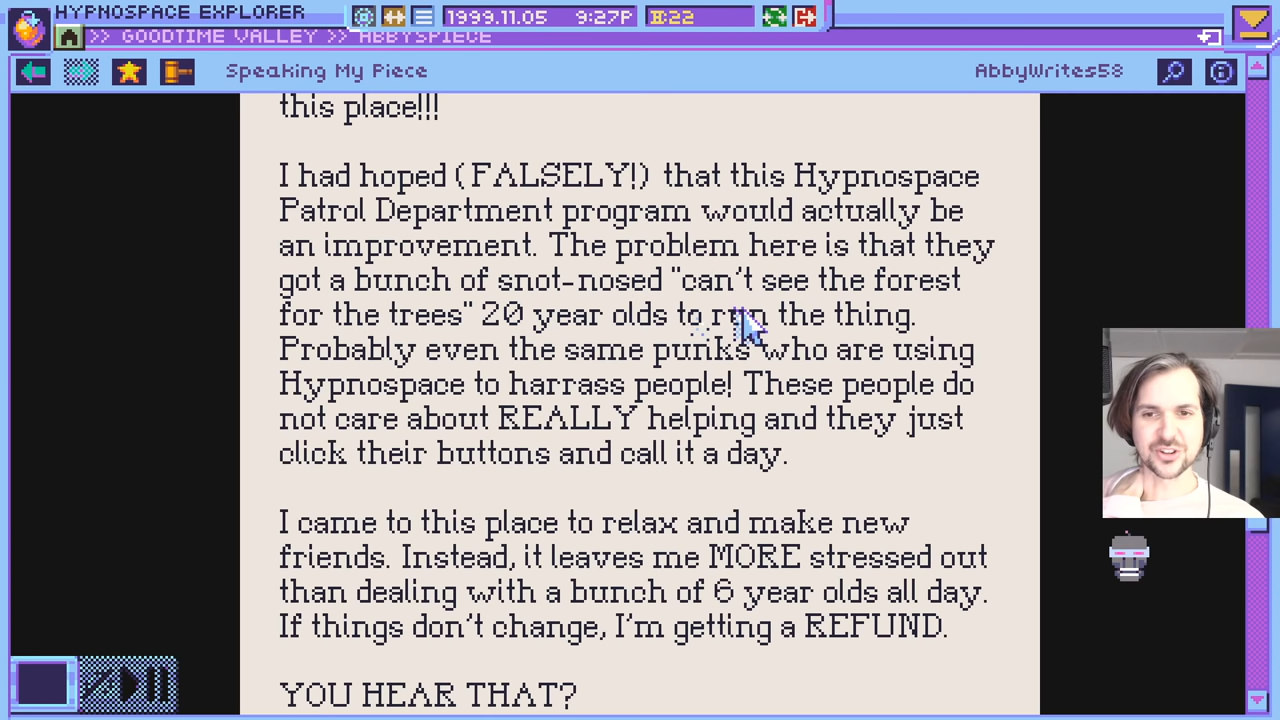 HYPNOSPACE EXPLORER
1999.11.05 9:27P
:22
>> GOODTIME VALLEY >> ABBYSPIECE
Speaking My Piece
AbbyWrites58
this place!!!
I had hoped (FALSELY!) that this Hypnospace
Patrol Department program would actually be
an improvement. The problem here is that they
got a bunch of snot-nosed "can't see the forest
for the trees" 20 year olds to run the thing.
Probably even the same punks who are using
Hypnospace to harrass people! These people do
not care about REALLY helping and they just
click their buttons and call it a day.
I came to this place to relax and make new
friends. Instead, it leaves me MORE stressed out
than dealing with a bunch of 6 year olds all day.
If things don't change, I'm getting a REFUND.
YOU HEAR THAT?